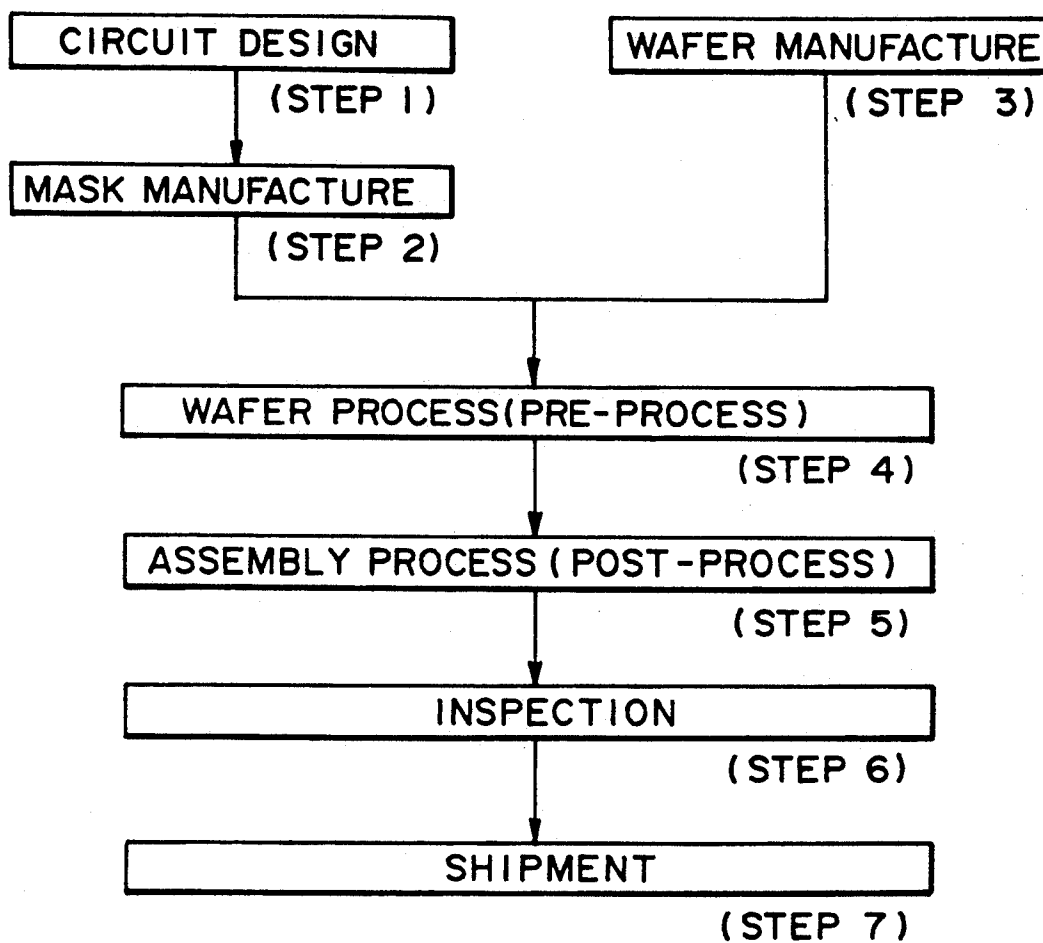 CIRCUIT DESIGN
(STEP 1)
MASK MANUFACTURE
(STEP 2)
WAFER MANUFACTURE
(STEP 3)
WAFER PROCESS(PRE-PROCESS)
(STEP 4)
ASSEMBLY PROCESS (POST-PROCESS)
(STEP 5)
INSPECTION
(STEP 6)
SHIPMENT
(STEP 7)